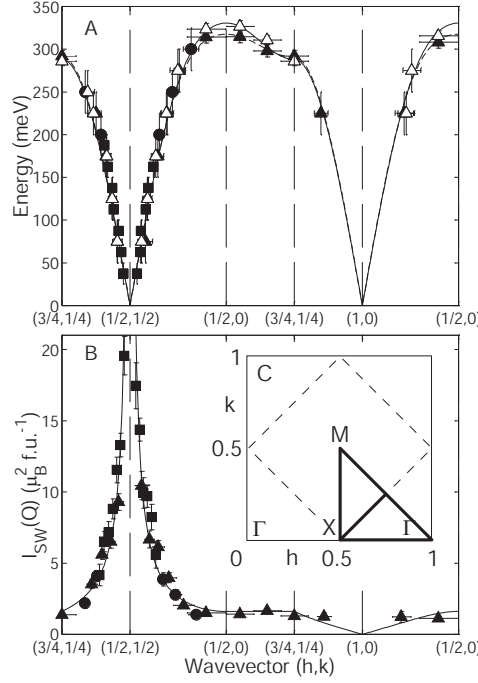 350
A
300
250
200
150
100
50
0
Energy (meV)
(3/4,1/4)
(1/2,1/2)
(1/2,0)
(3/4,1/4)
(1,0)
(1/2,0)
20
B
15
10
5
0
I_SW(Q) (μ_B² f.u.⁻¹)
1
C
k
M
0.5
Γ
X
Γ
0
h
0.5
1
(3/4,1/4)
(1/2,1/2)
(1/2,0)
(3/4,1/4)
(1,0)
(1/2,0)
Wavevector (h,k)